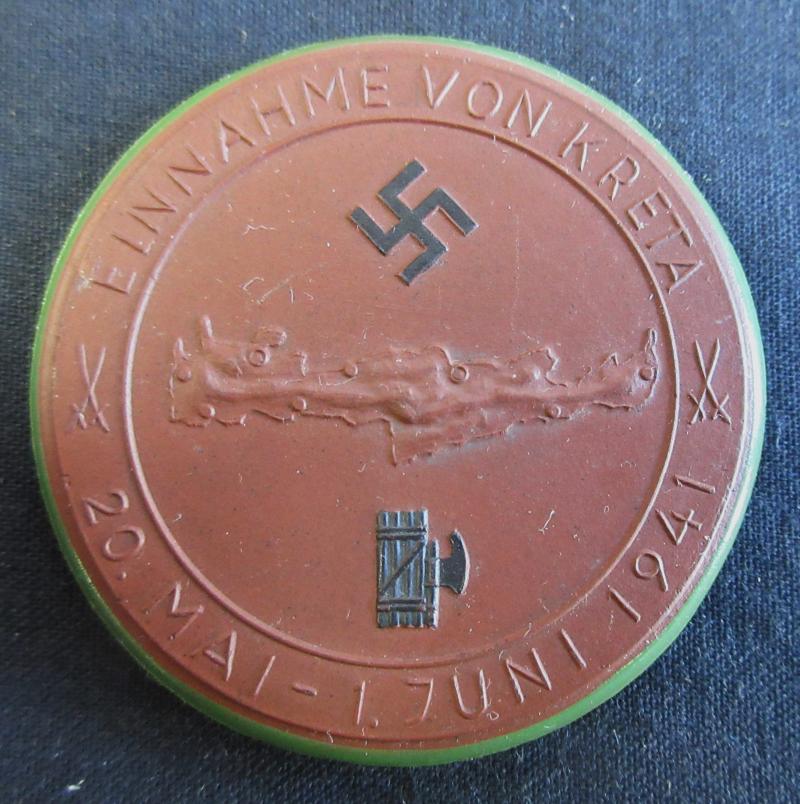 EINNAHME VON KRETA
20. MAI - 1. JUNI 1941